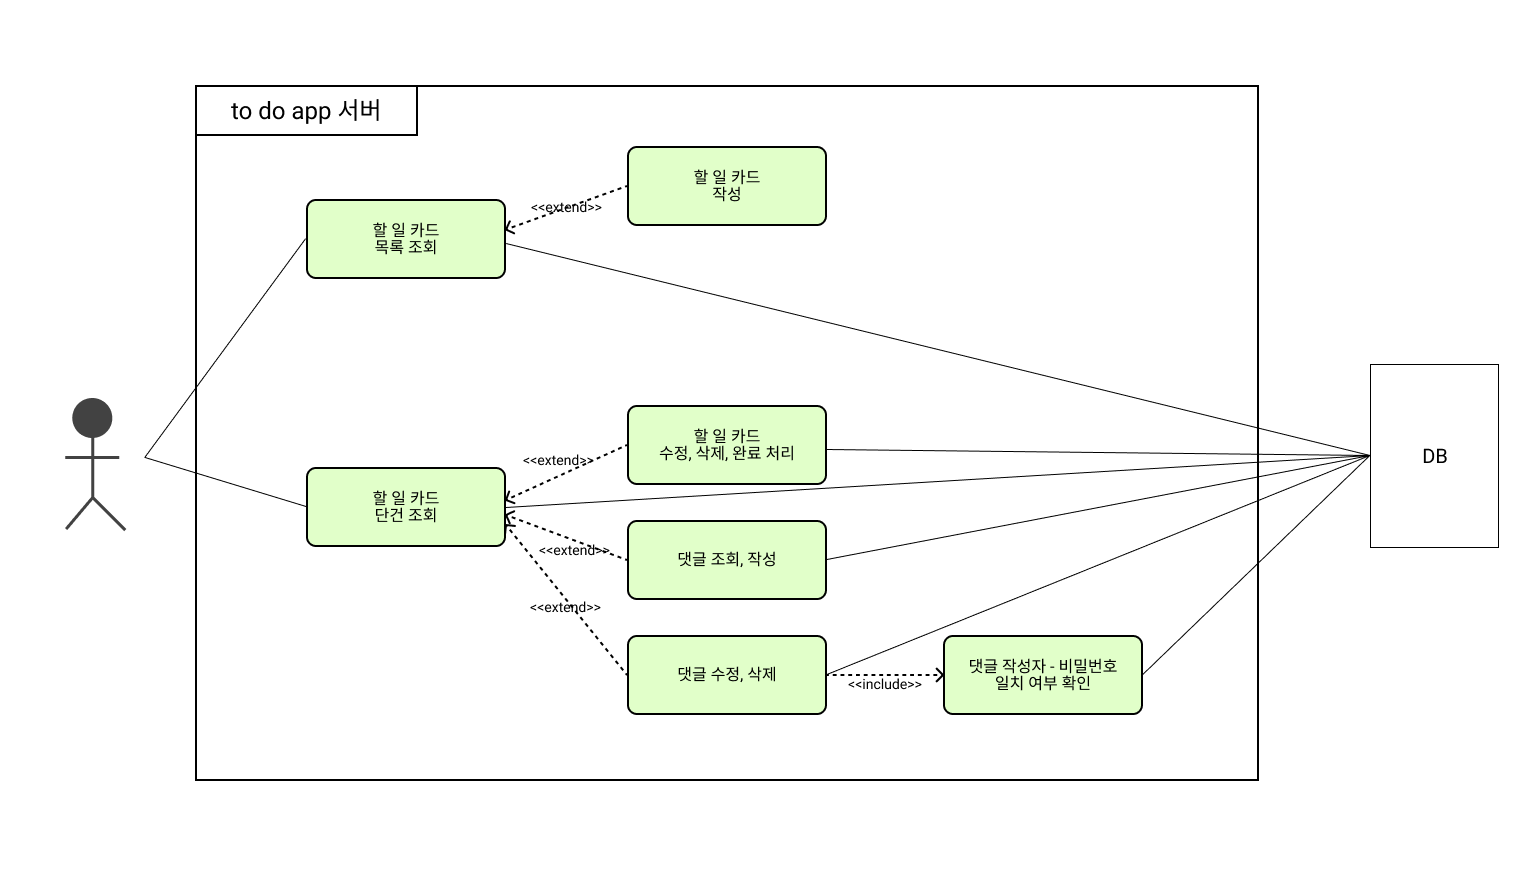 to do app 서버
할 일 카드
작성
<<extend>>
할 일 카드
목록 조회
할 일 카드
수정, 삭제, 완료 처리
<<extend>>
DB
할 일 카드
단건 조회
<<extend>>
댓글 조회, 작성
<<extend>>
댓글 수정, 삭제
<<include>>
댓글 작성자 - 비밀번호
일치 여부 확인